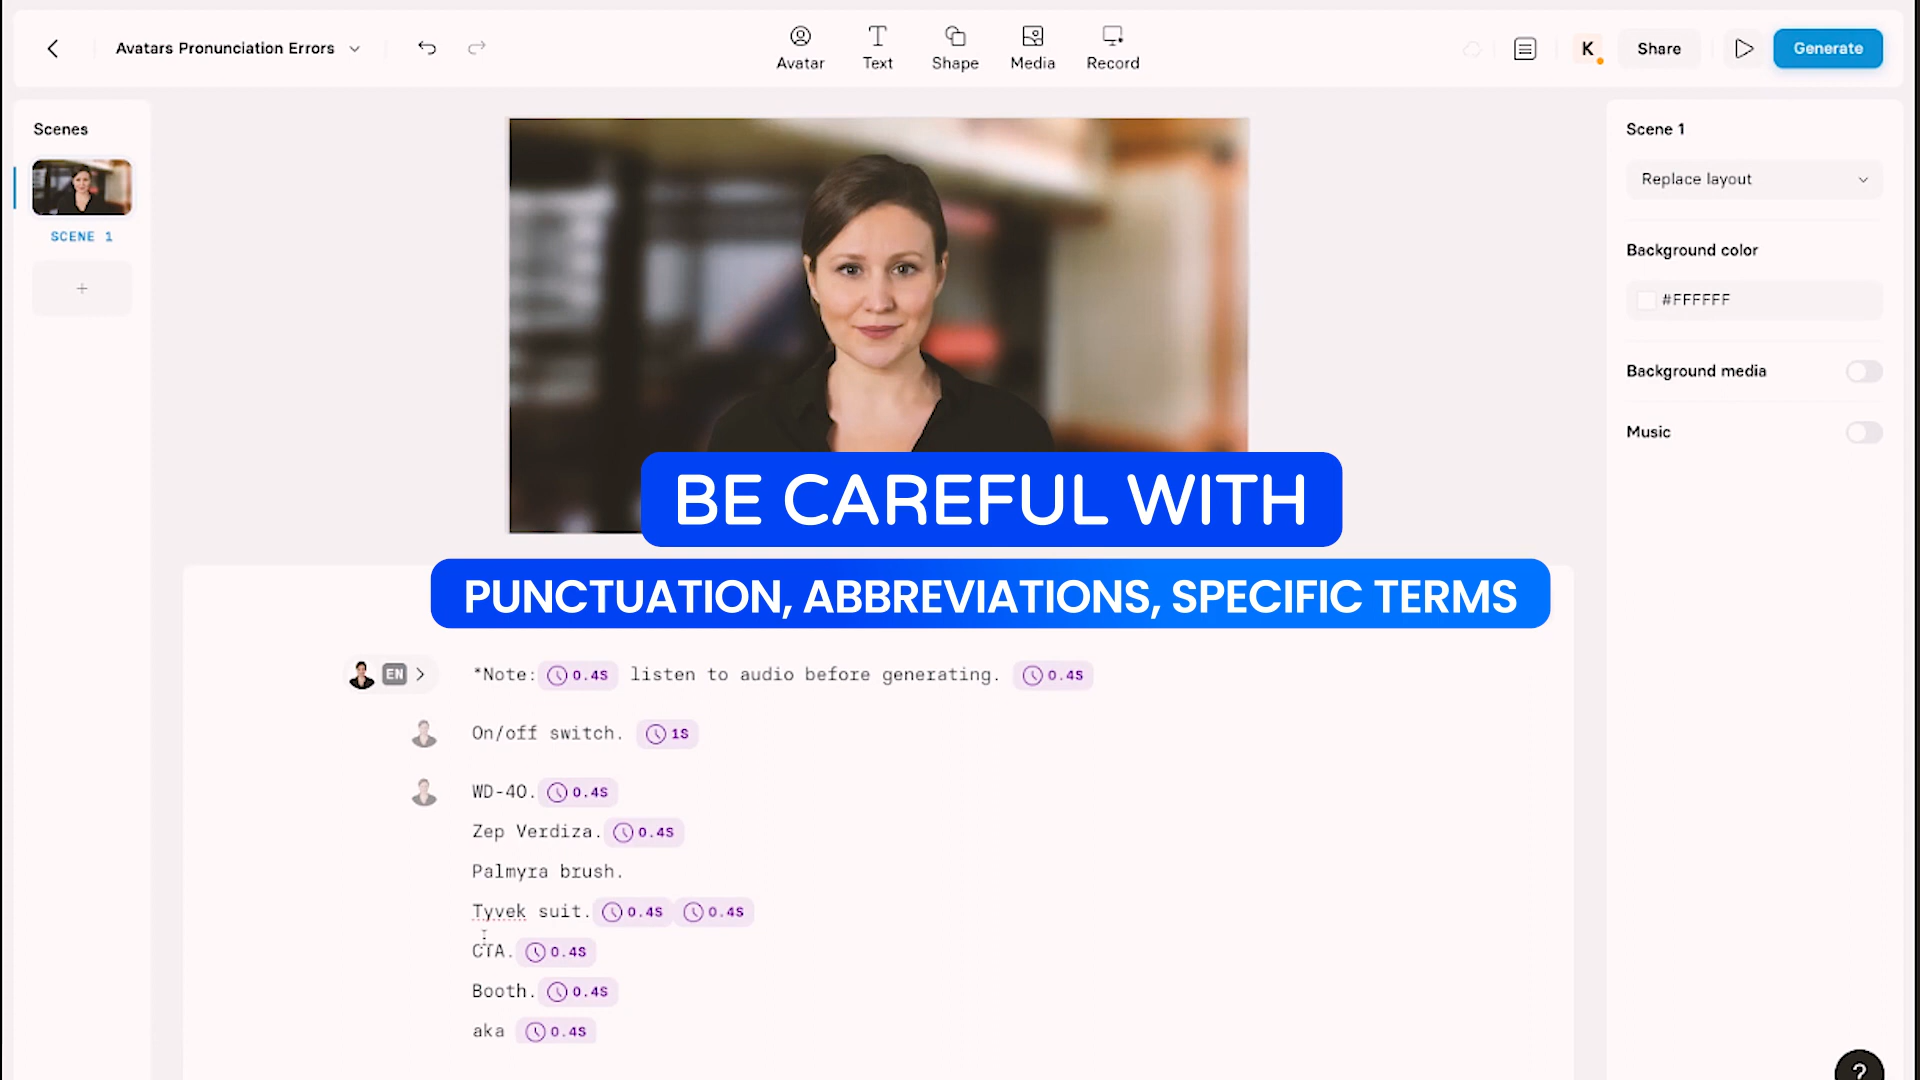 Avatars Pronunciation Errors
Avatar
Text
Shape
Media
Record
K
Share
Generate
Scenes
SCENE 1
+
Scene 1
Replace layout
Background color
#FFFFFF
Background media
Music
BE CAREFUL WITH
PUNCTUATION, ABBREVIATIONS, SPECIFIC TERMS
EN
*Note: 0.4S listen to audio before generating. 0.4S
On/off switch. 1S
WD-40. 0.4S
Zep Verdiza. 0.4S
Palmyra brush.
Tyvek suit. 0.4S 0.4S
CTA. 0.4S
Booth. 0.4S
aka 0.4S
?